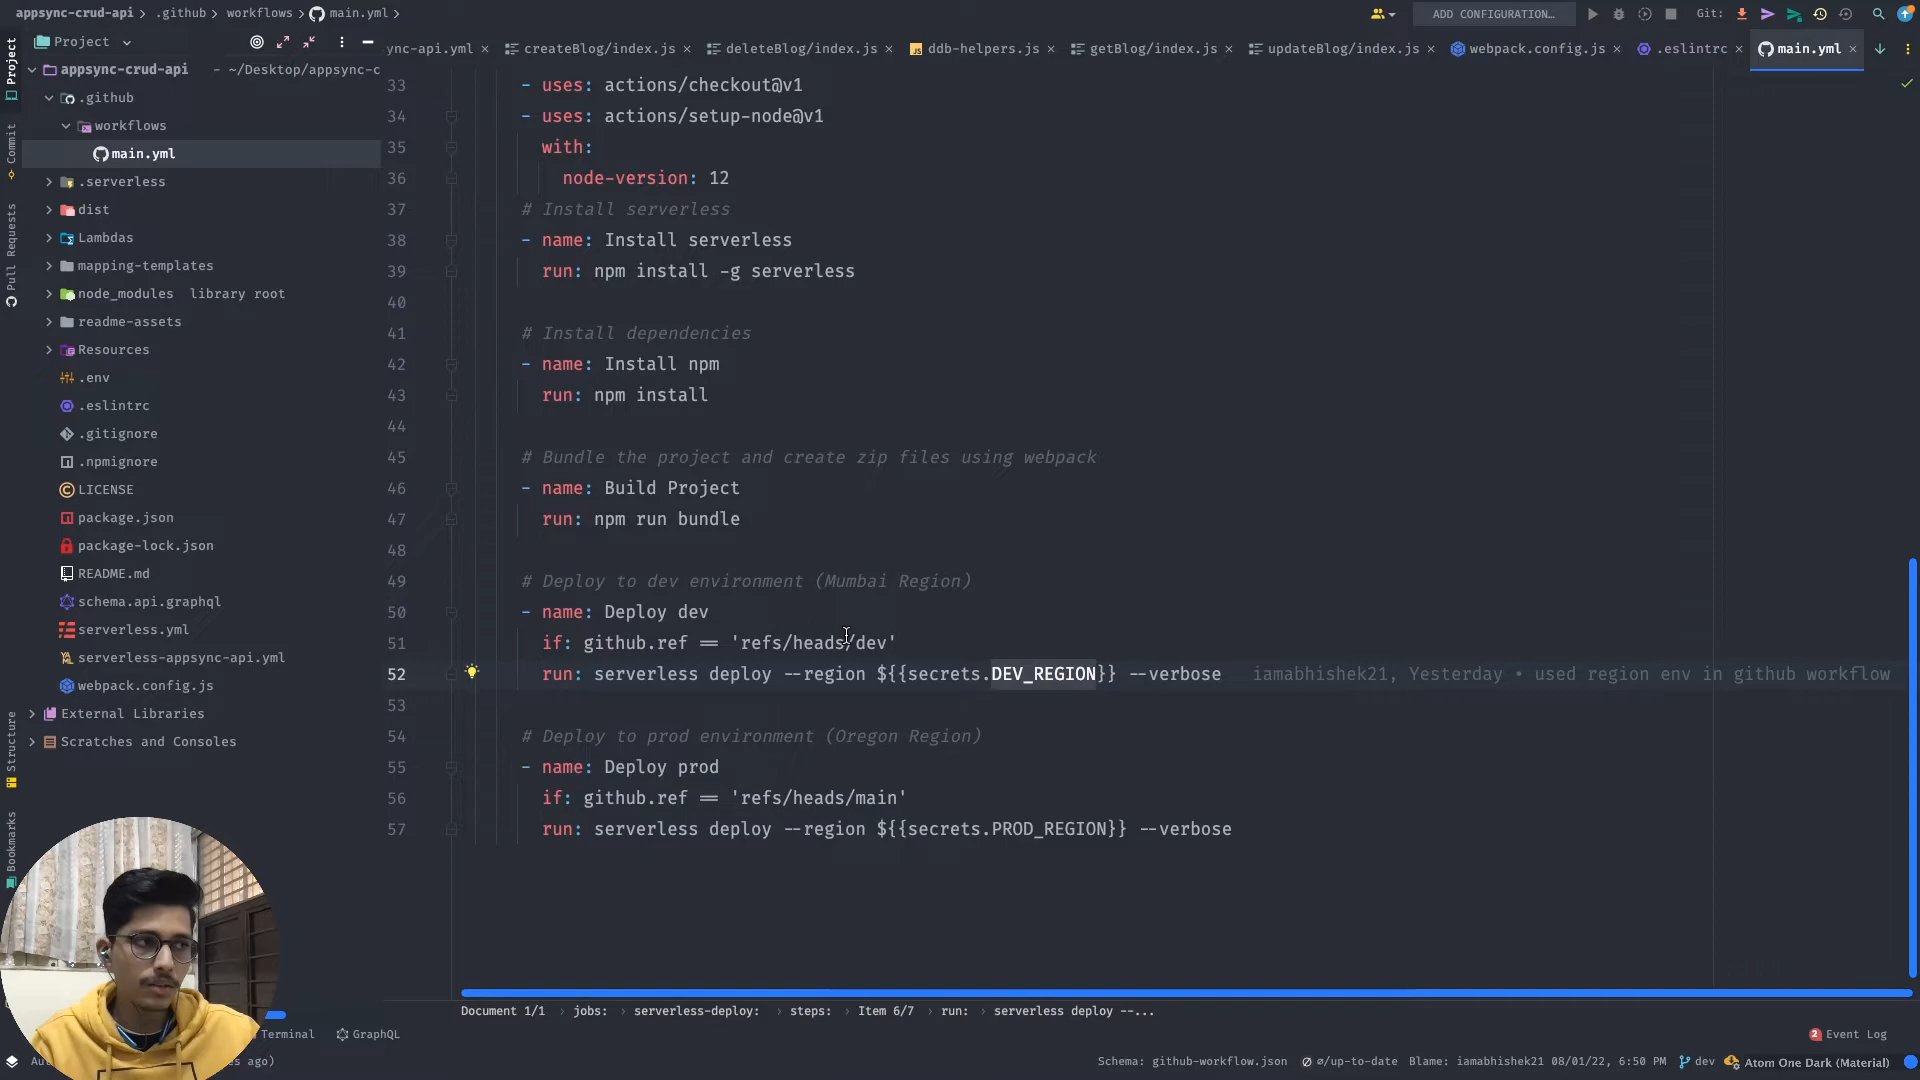 appsync-crud-api › .github › workflows › main.yml ›
ADD CONFIGURATION...
Git:
Project
ync-api.yml ×
createBlog/index.js ×
deleteBlog/index.js ×
ddb-helpers.js ×
getBlog/index.js ×
updateBlog/index.js ×
webpack.config.js ×
.eslintrc ×
main.yml ×
Project
Commit
Pull Requests
Structure
Bookmarks
appsync-crud-api – ~/Desktop/appsync-c
.github
workflows
main.yml
.serverless
dist
Lambdas
mapping-templates
node_modules library root
readme-assets
Resources
.env
.eslintrc
.gitignore
.npmignore
LICENSE
package.json
package-lock.json
README.md
schema.api.graphql
serverless.yml
serverless-appsync-api.yml
webpack.config.js
External Libraries
Scratches and Consoles
33 - uses: actions/checkout@v1
34 - uses: actions/setup-node@v1
35 with:
36 node-version: 12
37 # Install serverless
38 - name: Install serverless
39 run: npm install -g serverless
40
41 # Install dependencies
42 - name: Install npm
43 run: npm install
44
45 # Bundle the project and create zip files using webpack
46 - name: Build Project
47 run: npm run bundle
48
49 # Deploy to dev environment (Mumbai Region)
50 - name: Deploy dev
51 if: github.ref == 'refs/heads/dev'
52 run: serverless deploy --region ${{secrets.DEV_REGION}} --verbose iamabhishek21, Yesterday • used region env in github workflow
53
54 # Deploy to prod environment (Oregon Region)
55 - name: Deploy prod
56 if: github.ref == 'refs/heads/main'
57 run: serverless deploy --region ${{secrets.PROD_REGION}} --verbose
Document 1/1 › jobs: › serverless-deploy: › steps: › Item 6/7 › run: › serverless deploy --...
Terminal
GraphQL
2 Event Log
es ago)
Schema: github-workflow.json
⌀/up-to-date
Blame: iamabhishek21 08/01/22, 6:50 PM
dev
Atom One Dark (Material)